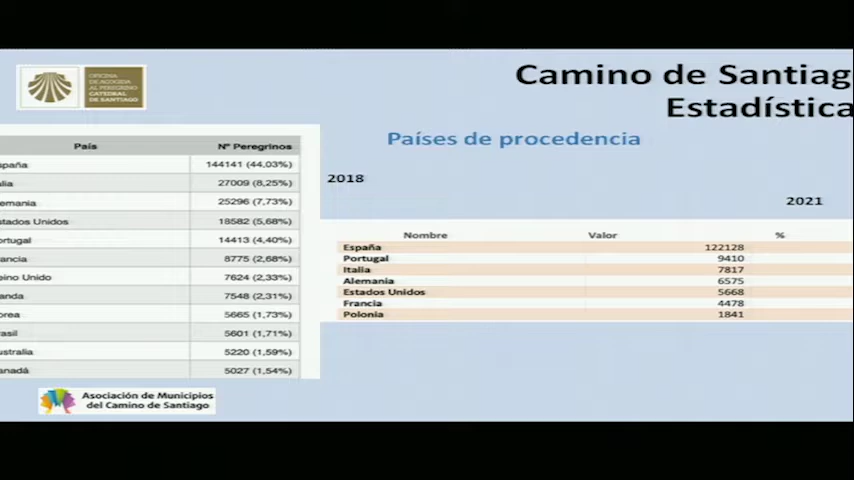 Camino de Santiag
Estadística
OFICINA
DE ACOGIDA
AL PEREGRINO
CATEDRAL
DE SANTIAGO
Países de procedencia
País Nº Peregrinos
spaña 144141 (44,03%)
alia 27009 (8,25%)
emania 25296 (7,73%)
stados Unidos 18582 (5,68%)
ortugal 14413 (4,40%)
ancia 8775 (2,68%)
eino Unido 7624 (2,33%)
anda 7548 (2,31%)
orea 5665 (1,73%)
asil 5601 (1,71%)
ustralia 5220 (1,59%)
anadá 5027 (1,54%)
2018
2021
Nombre Valor %
España 122128
Portugal 9410
Italia 7817
Alemania 6575
Estados Unidos 5668
Francia 4478
Polonia 1841
Asociación de Municipios
del Camino de Santiago